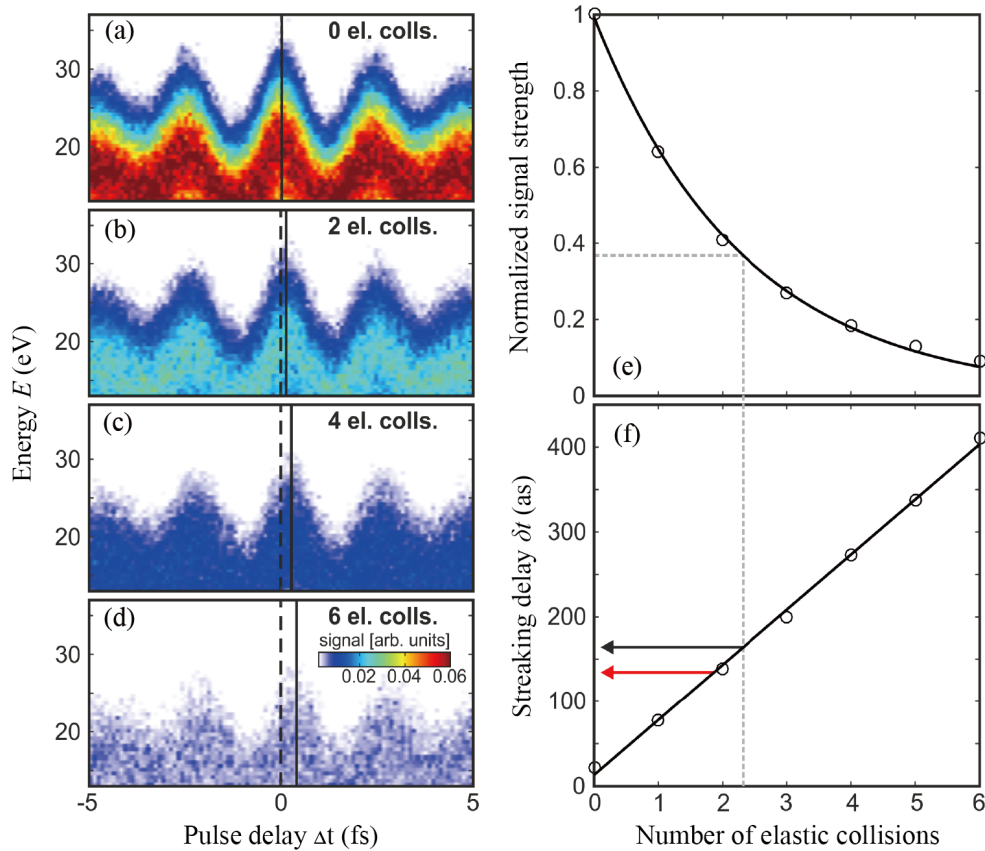 (a)
0 el. colls.
30
20
(b)
2 el. colls.
30
20
(c)
4 el. colls.
30
20
(d)
6 el. colls.
signal [arb. units]
0.02 0.04 0.06
30
20
-5 0 5
Pulse delay Δt (fs)
Energy E (eV)
1
0.8
0.6
0.4
0.2
0
Normalized signal strength
(e)
(f)
400
300
200
100
0
Streaking delay δt (as)
0 1 2 3 4 5 6
Number of elastic collisions